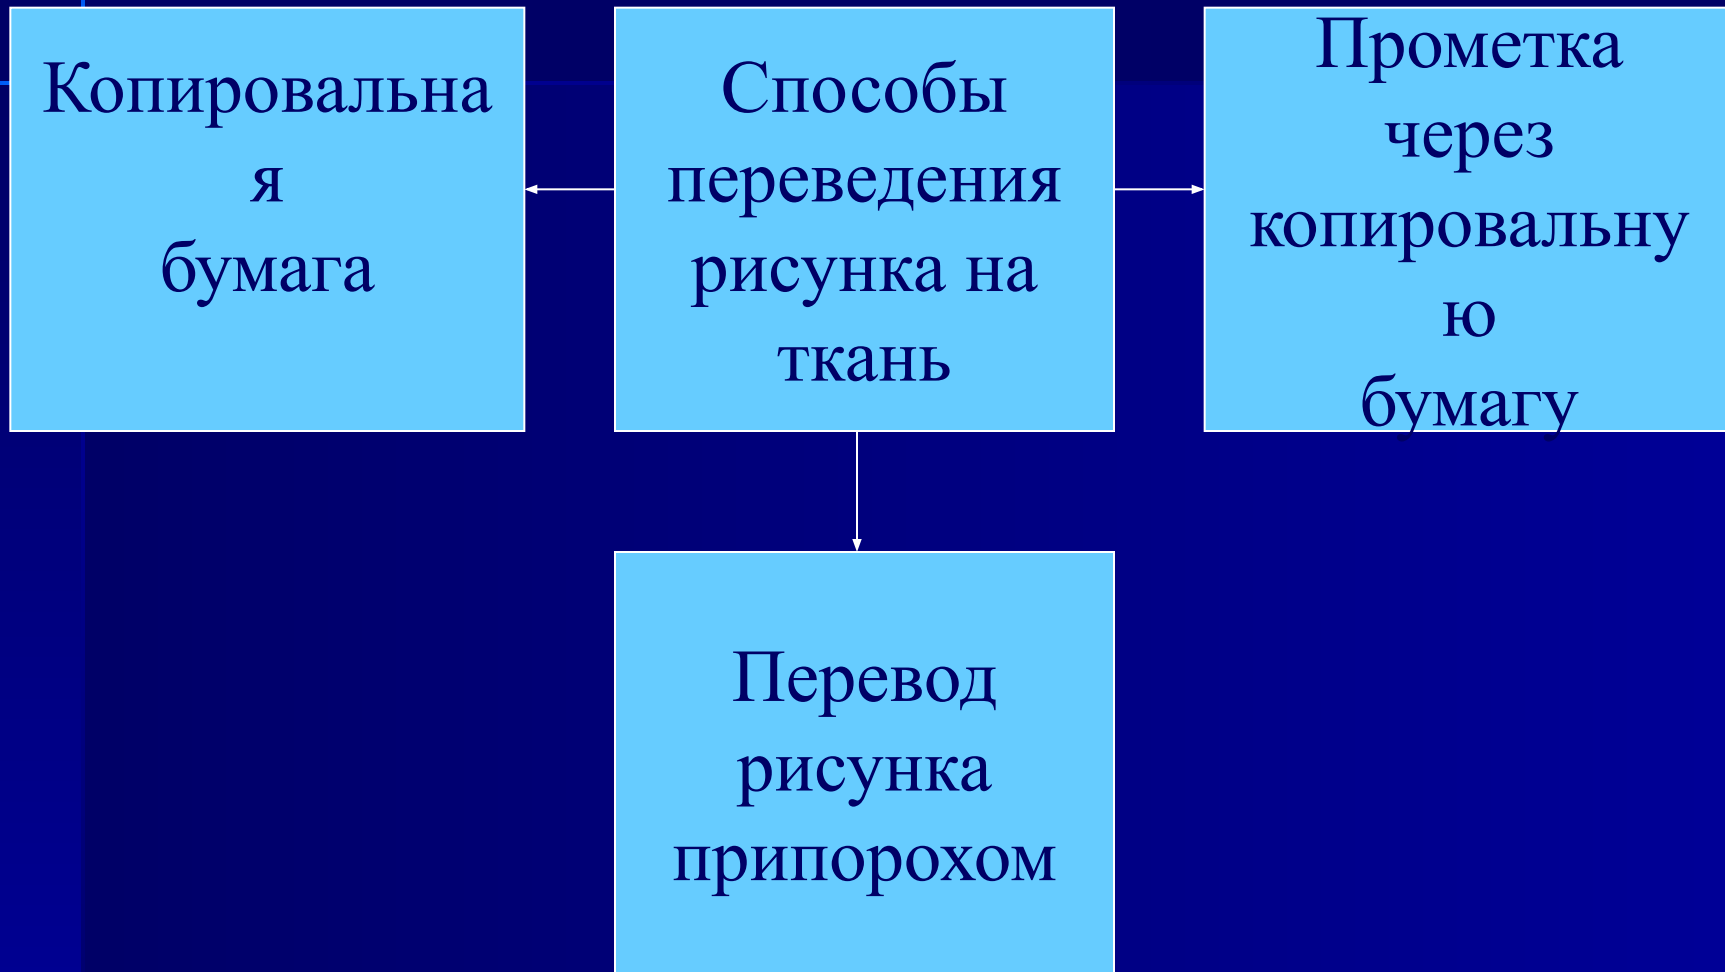 Копировальна
я
бумага
Способы
переведения
рисунка на
ткань
Прометка
через
копировальну
ю
бумагу
Перевод
рисунка
припорохом